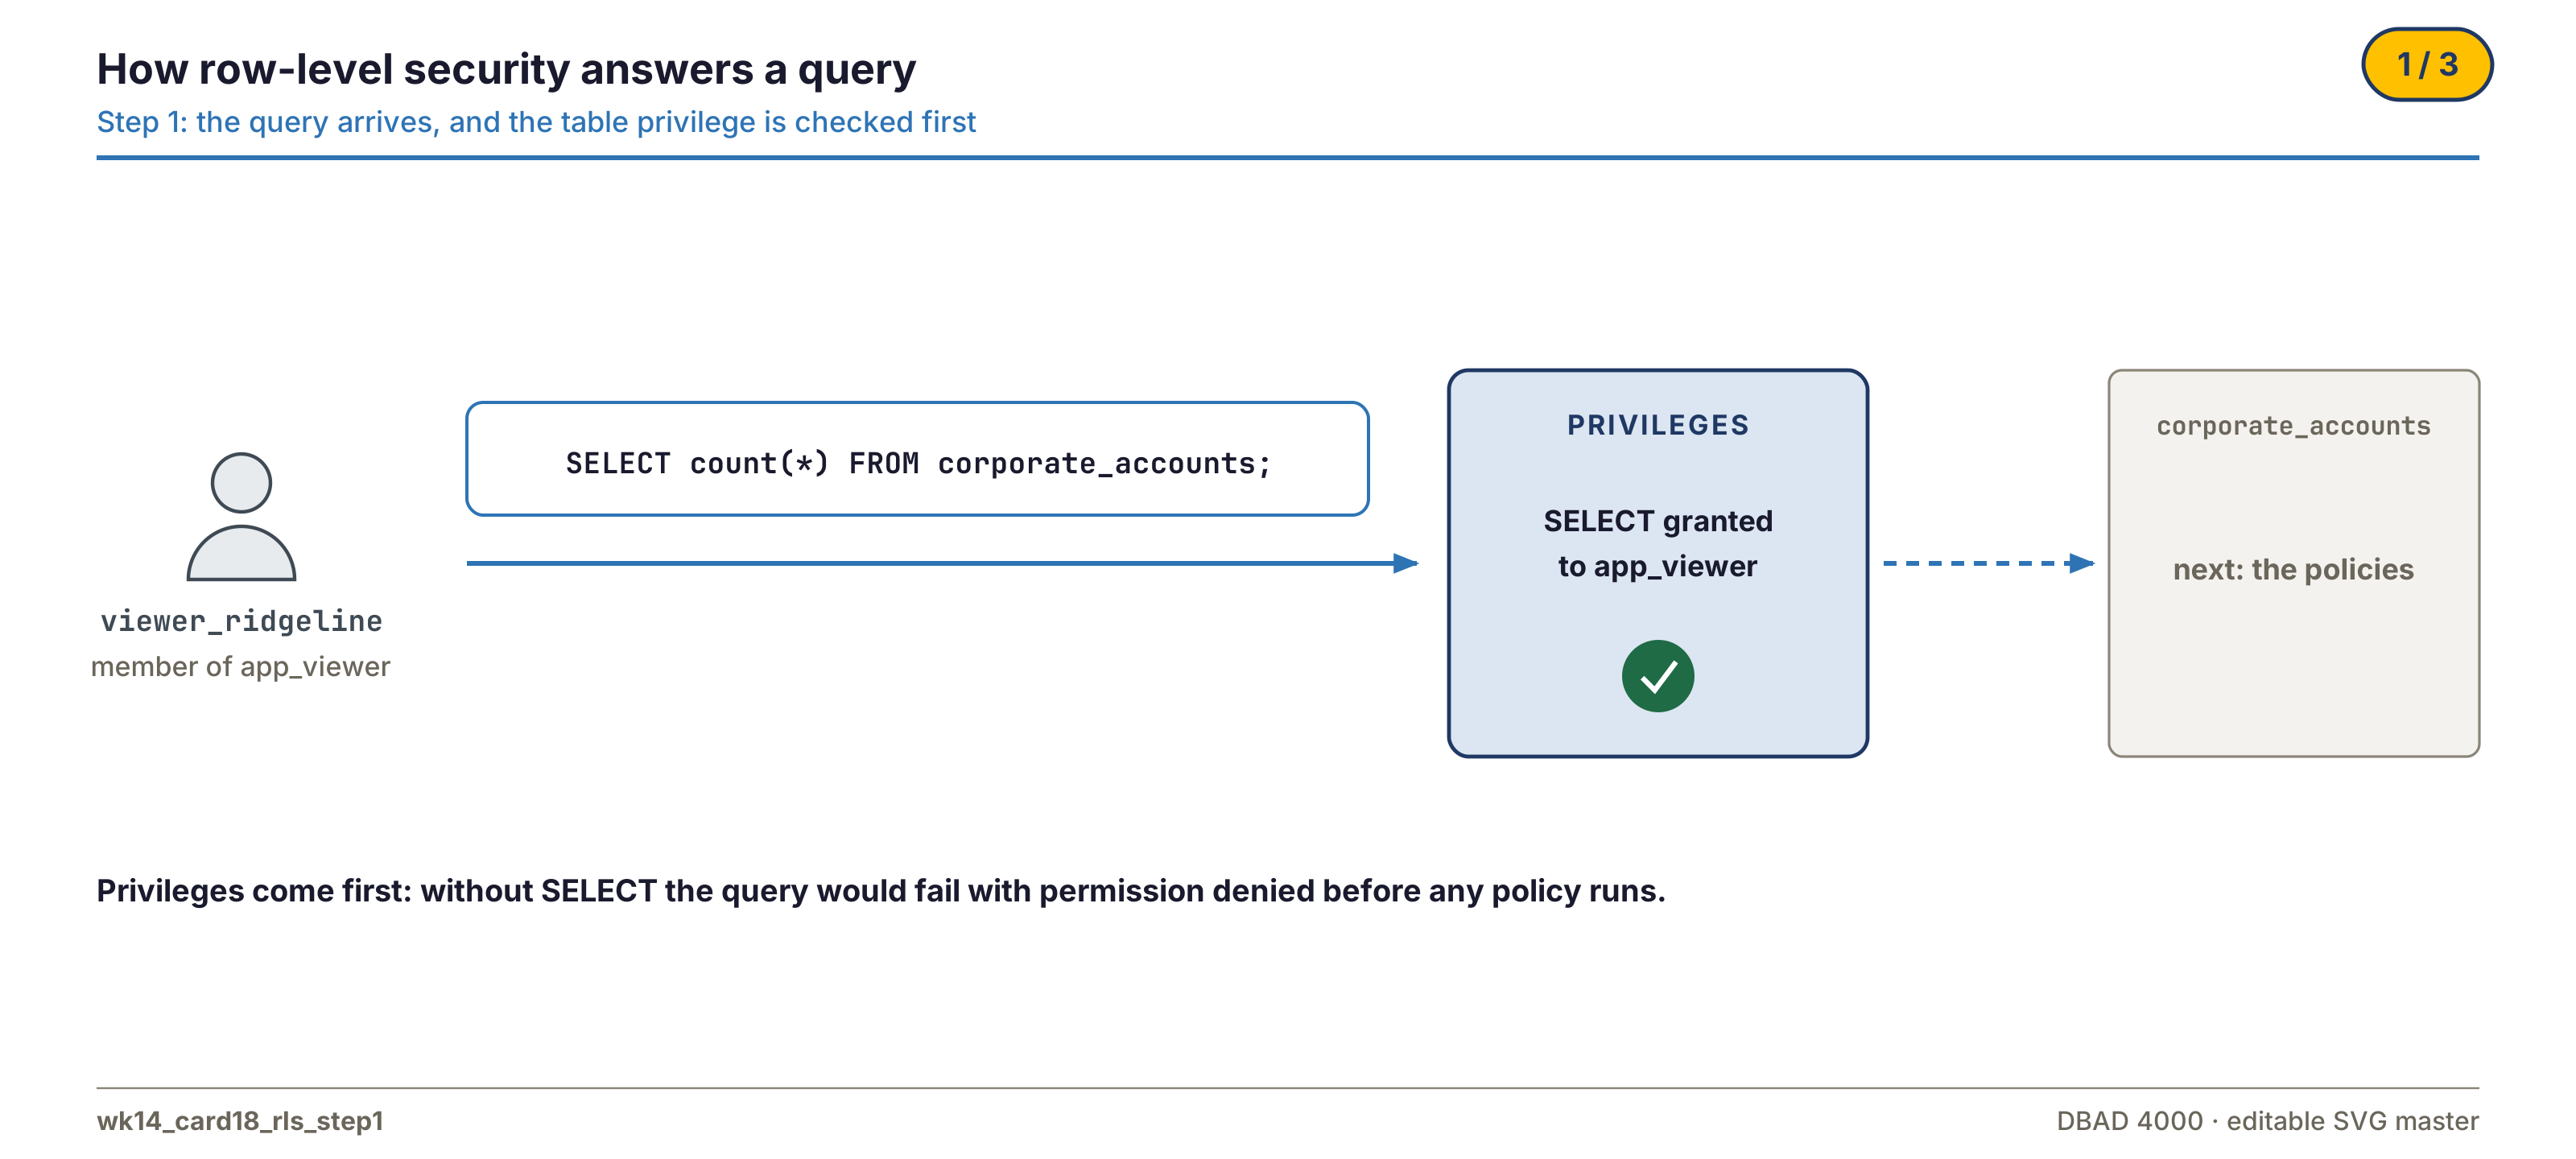 How row-level security answers a query
1 / 3
Step 1: the query arrives, and the table privilege is checked first
SELECT count(*) FROM corporate_accounts;
viewer_ridgeline
member of app_viewer
PRIVILEGES
SELECT granted
to app_viewer
corporate_accounts
next: the policies
Privileges come first: without SELECT the query would fail with permission denied before any policy runs.
wk14_card18_rls_step1
DBAD 4000 · editable SVG master